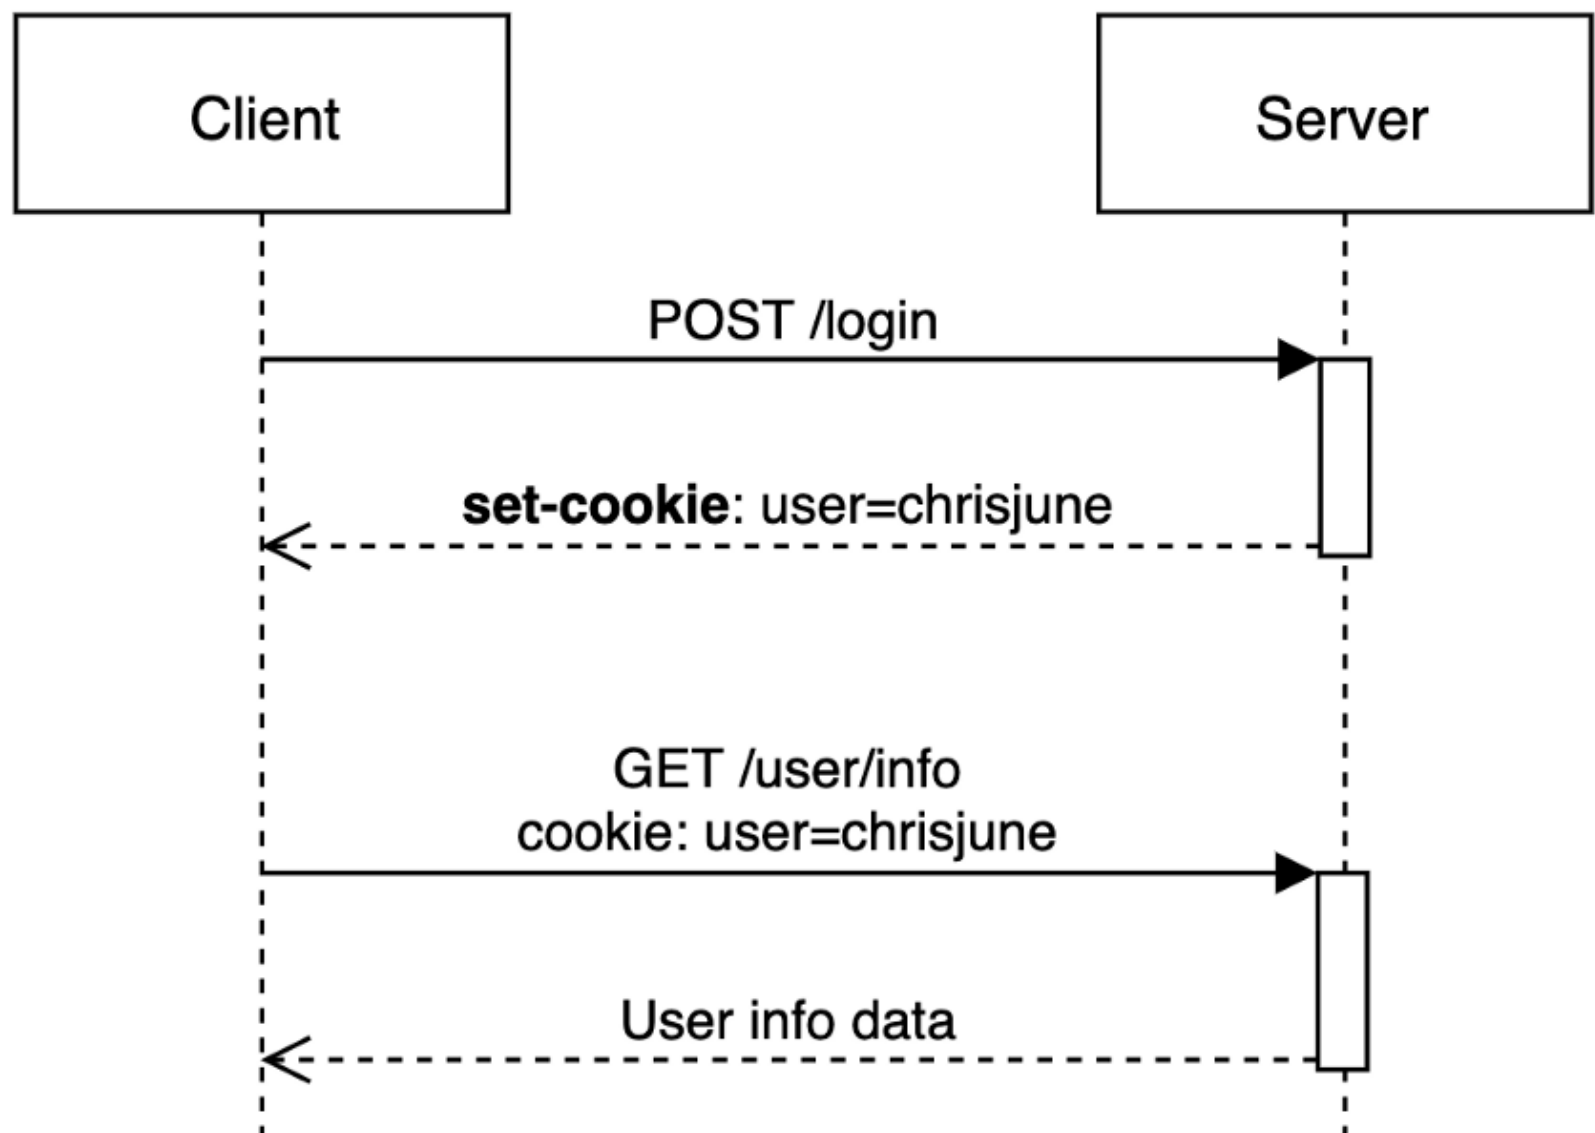 Client
Server
POST /login
set-cookie: user=chrisjune
GET /user/info
cookie: user=chrisjune
User info data